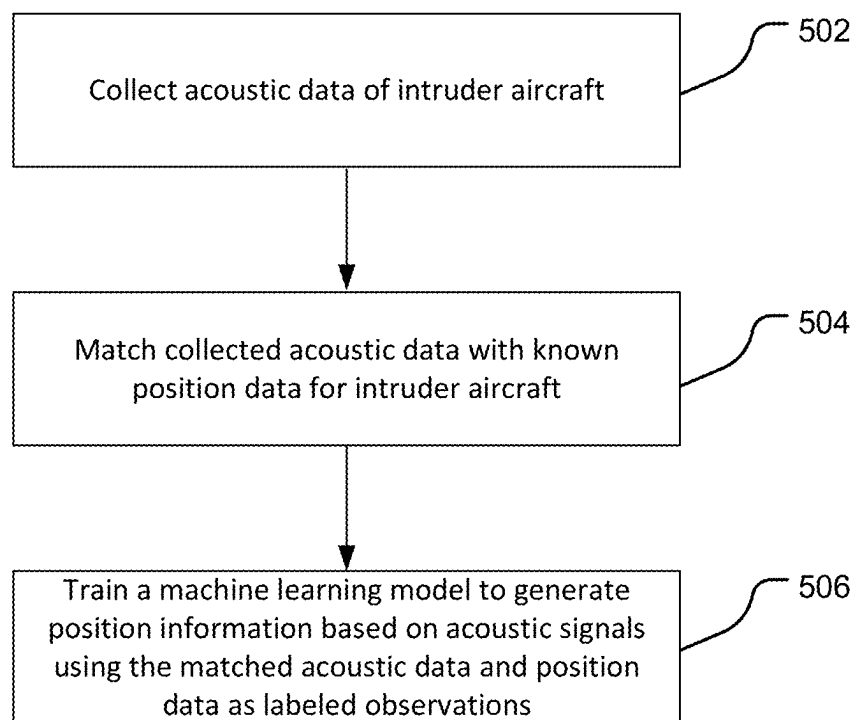 Collect acoustic data of intruder aircraft
502
Match collected acoustic data with known
position data for intruder aircraft
504
Train a machine learning model to generate
position information based on acoustic signals
using the matched acoustic data and position
data as labeled observations
506